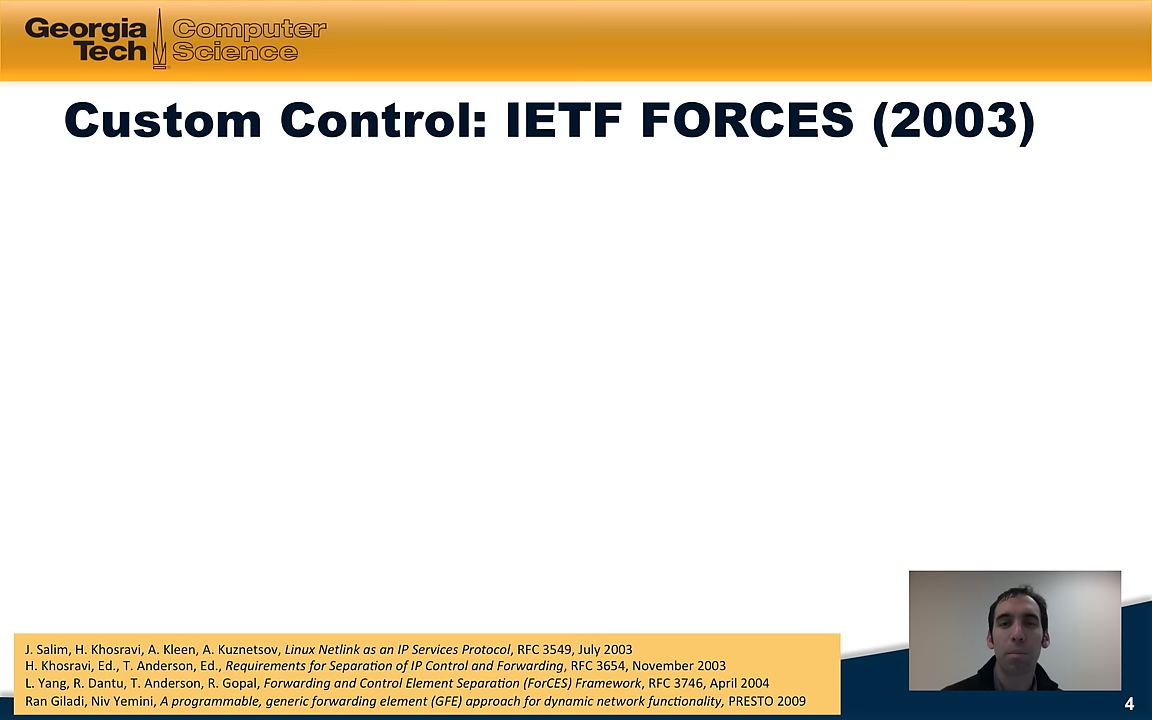 Georgia Tech
Computer Science
Custom Control: IETF FORCES (2003)
J. Salim, H. Khosravi, A. Kleen, A. Kuznetsov, Linux Netlink as an IP Services Protocol, RFC 3549, July 2003
H. Khosravi, Ed., T. Anderson, Ed., Requirements for Separation of IP Control and Forwarding, RFC 3654, November 2003
L. Yang, R. Dantu, T. Anderson, R. Gopal, Forwarding and Control Element Separation (ForCES) Framework, RFC 3746, April 2004
Ran Giladi, Niv Yemini, A programmable, generic forwarding element (GFE) approach for dynamic network functionality, PRESTO 2009
4